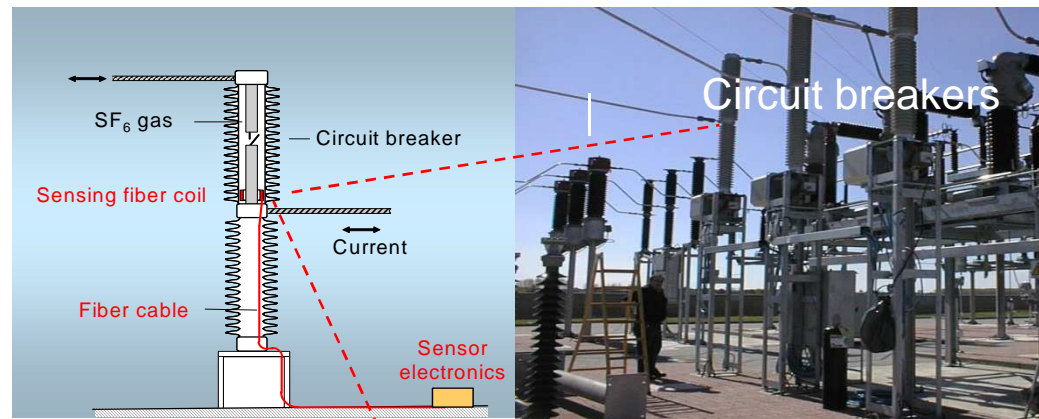 SF6 gas
Circuit breaker
Sensing fiber coil
Current
Fiber cable
Sensor
electronics
Circuit breakers